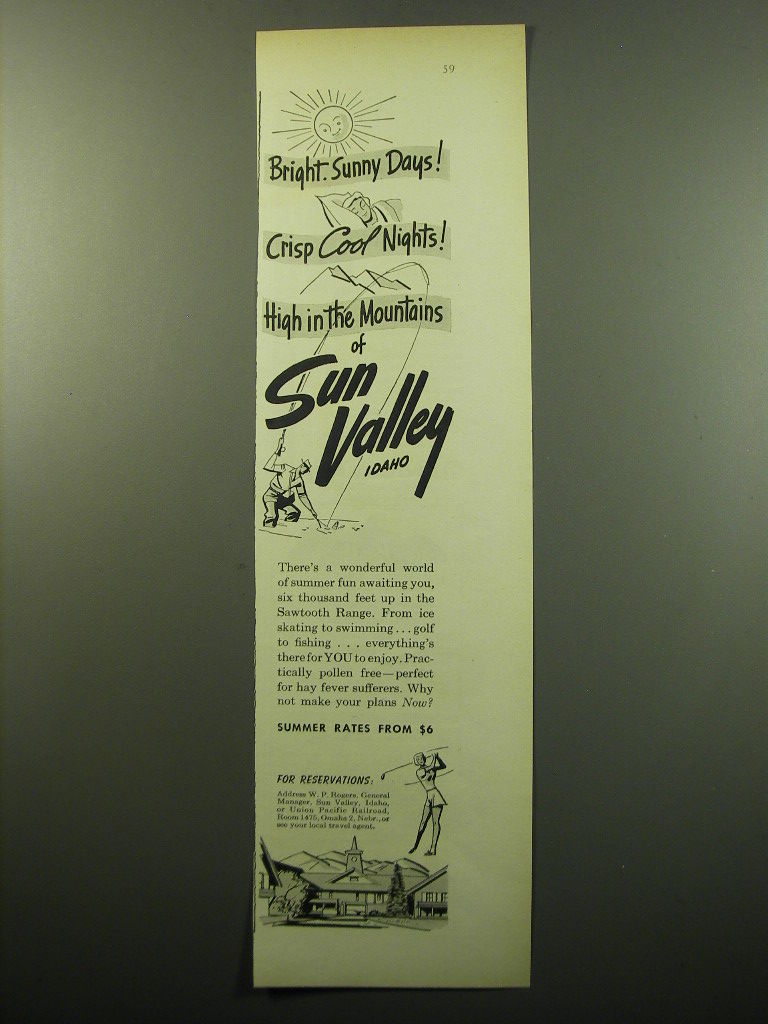 59
Bright. Sunny Days!
Crisp Cool Nights!
High in the Mountains
of
Sun
Valley
IDAHO
There's a wonderful world
of summer fun awaiting you,
six thousand feet up in the
Sawtooth Range. From ice
skating to swimming . . . golf
to fishing . . . everything's
there for YOU to enjoy. Prac-
tically pollen free—perfect
for hay fever sufferers. Why
not make your plans Now?
SUMMER RATES FROM $6
FOR RESERVATIONS:
Address W. P. Rogers, General
Manager, Sun Valley, Idaho,
or Union Pacific Railroad,
Room 1475, Omaha 2, Nebr., or
see your local travel agent.